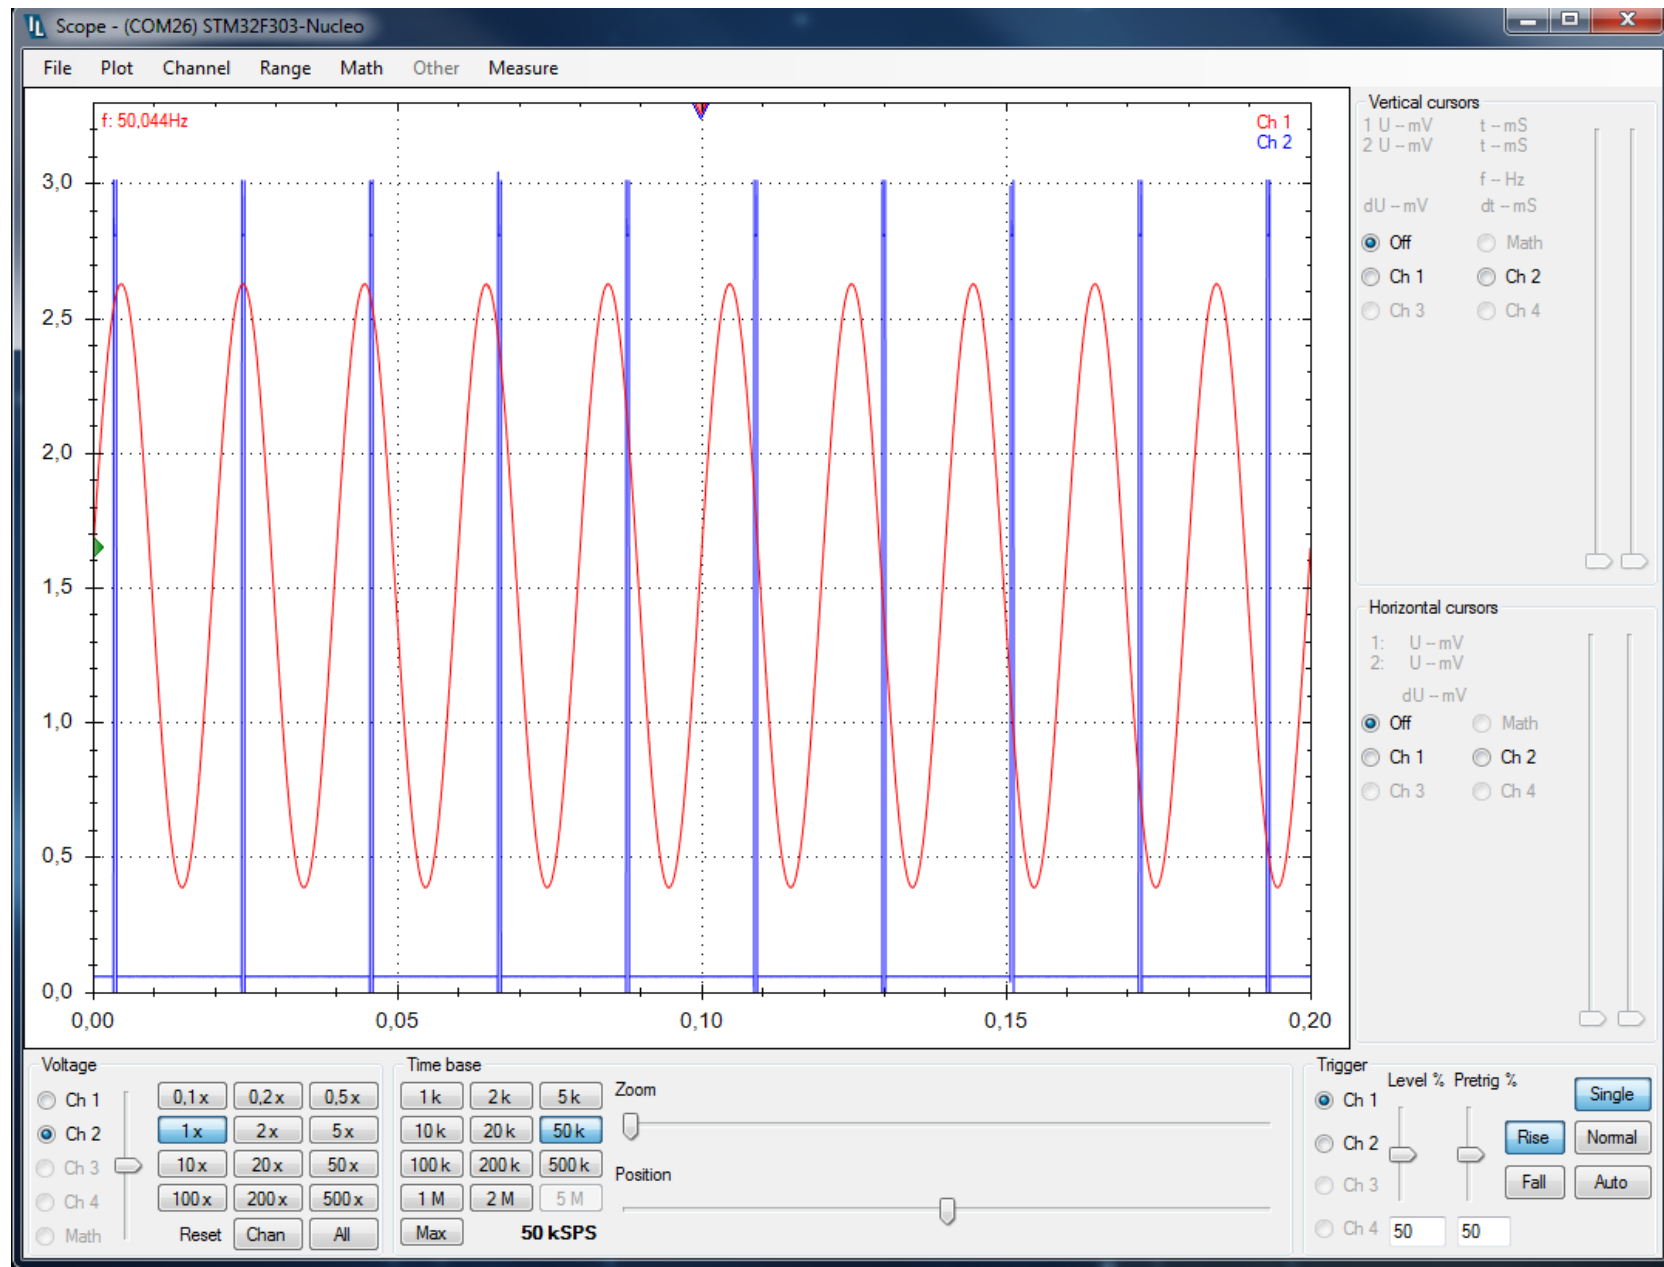 Scope - (COM26) STM32F303-Nucleo
File Plot Channel Range Math Other Measure
f: 50,044Hz
Ch 1
Ch 2
3,0
2,5
2,0
1,5
1,0
0,5
0,0
0,00 0,05 0,10 0,15 0,20
Vertical cursors
1 U -- mV t -- mS
2 U -- mV t -- mS
f -- Hz
dU -- mV dt -- mS
Off Math
Ch 1 Ch 2
Ch 3 Ch 4
Horizontal cursors
1: U -- mV
2: U -- mV
dU -- mV
Off Math
Ch 1 Ch 2
Ch 3 Ch 4
Voltage
Ch 1
Ch 2
Ch 3
Ch 4
Math
0,1 x 0,2 x 0,5 x
1 x 2 x 5 x
10 x 20 x 50 x
100 x 200 x 500 x
Reset Chan All
Time base
1 k 2 k 5 k
10 k 20 k 50 k
100 k 200 k 500 k
1 M 2 M 5 M
Max 50 kSPS
Zoom
Position
Trigger
Level % Pretrig %
Ch 1
Ch 2
Ch 3
Ch 4
50 50
Single
Rise Normal
Fall Auto